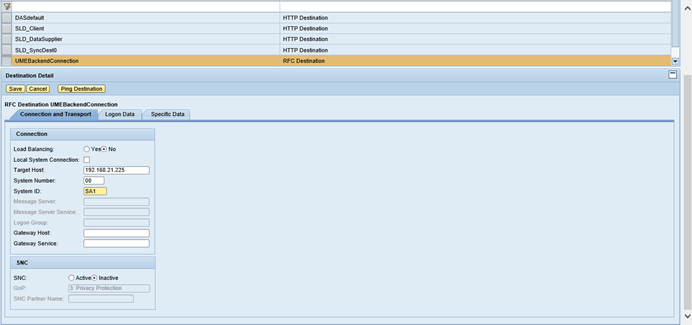 DASdefault HTTP Destination
SLD_Client HTTP Destination
SLD_DataSupplier HTTP Destination
SLD_SyncDest0 HTTP Destination
UMEBackendConnection RFC Destination
Destination Detail
Save Cancel Ping Destination
RFC Destination UMEBackendConnection
Connection and Transport Logon Data Specific Data
Connection
Load Balancing: Yes No
Local System Connection:
Target Host: 192.168.21.225
System Number: 00
System ID: SA1
Message Server:
Message Server Service:
Logon Group:
Gateway Host:
Gateway Service:
SNC
SNC: Active Inactive
QoP: 3 Privacy Protection
SNC Partner Name: